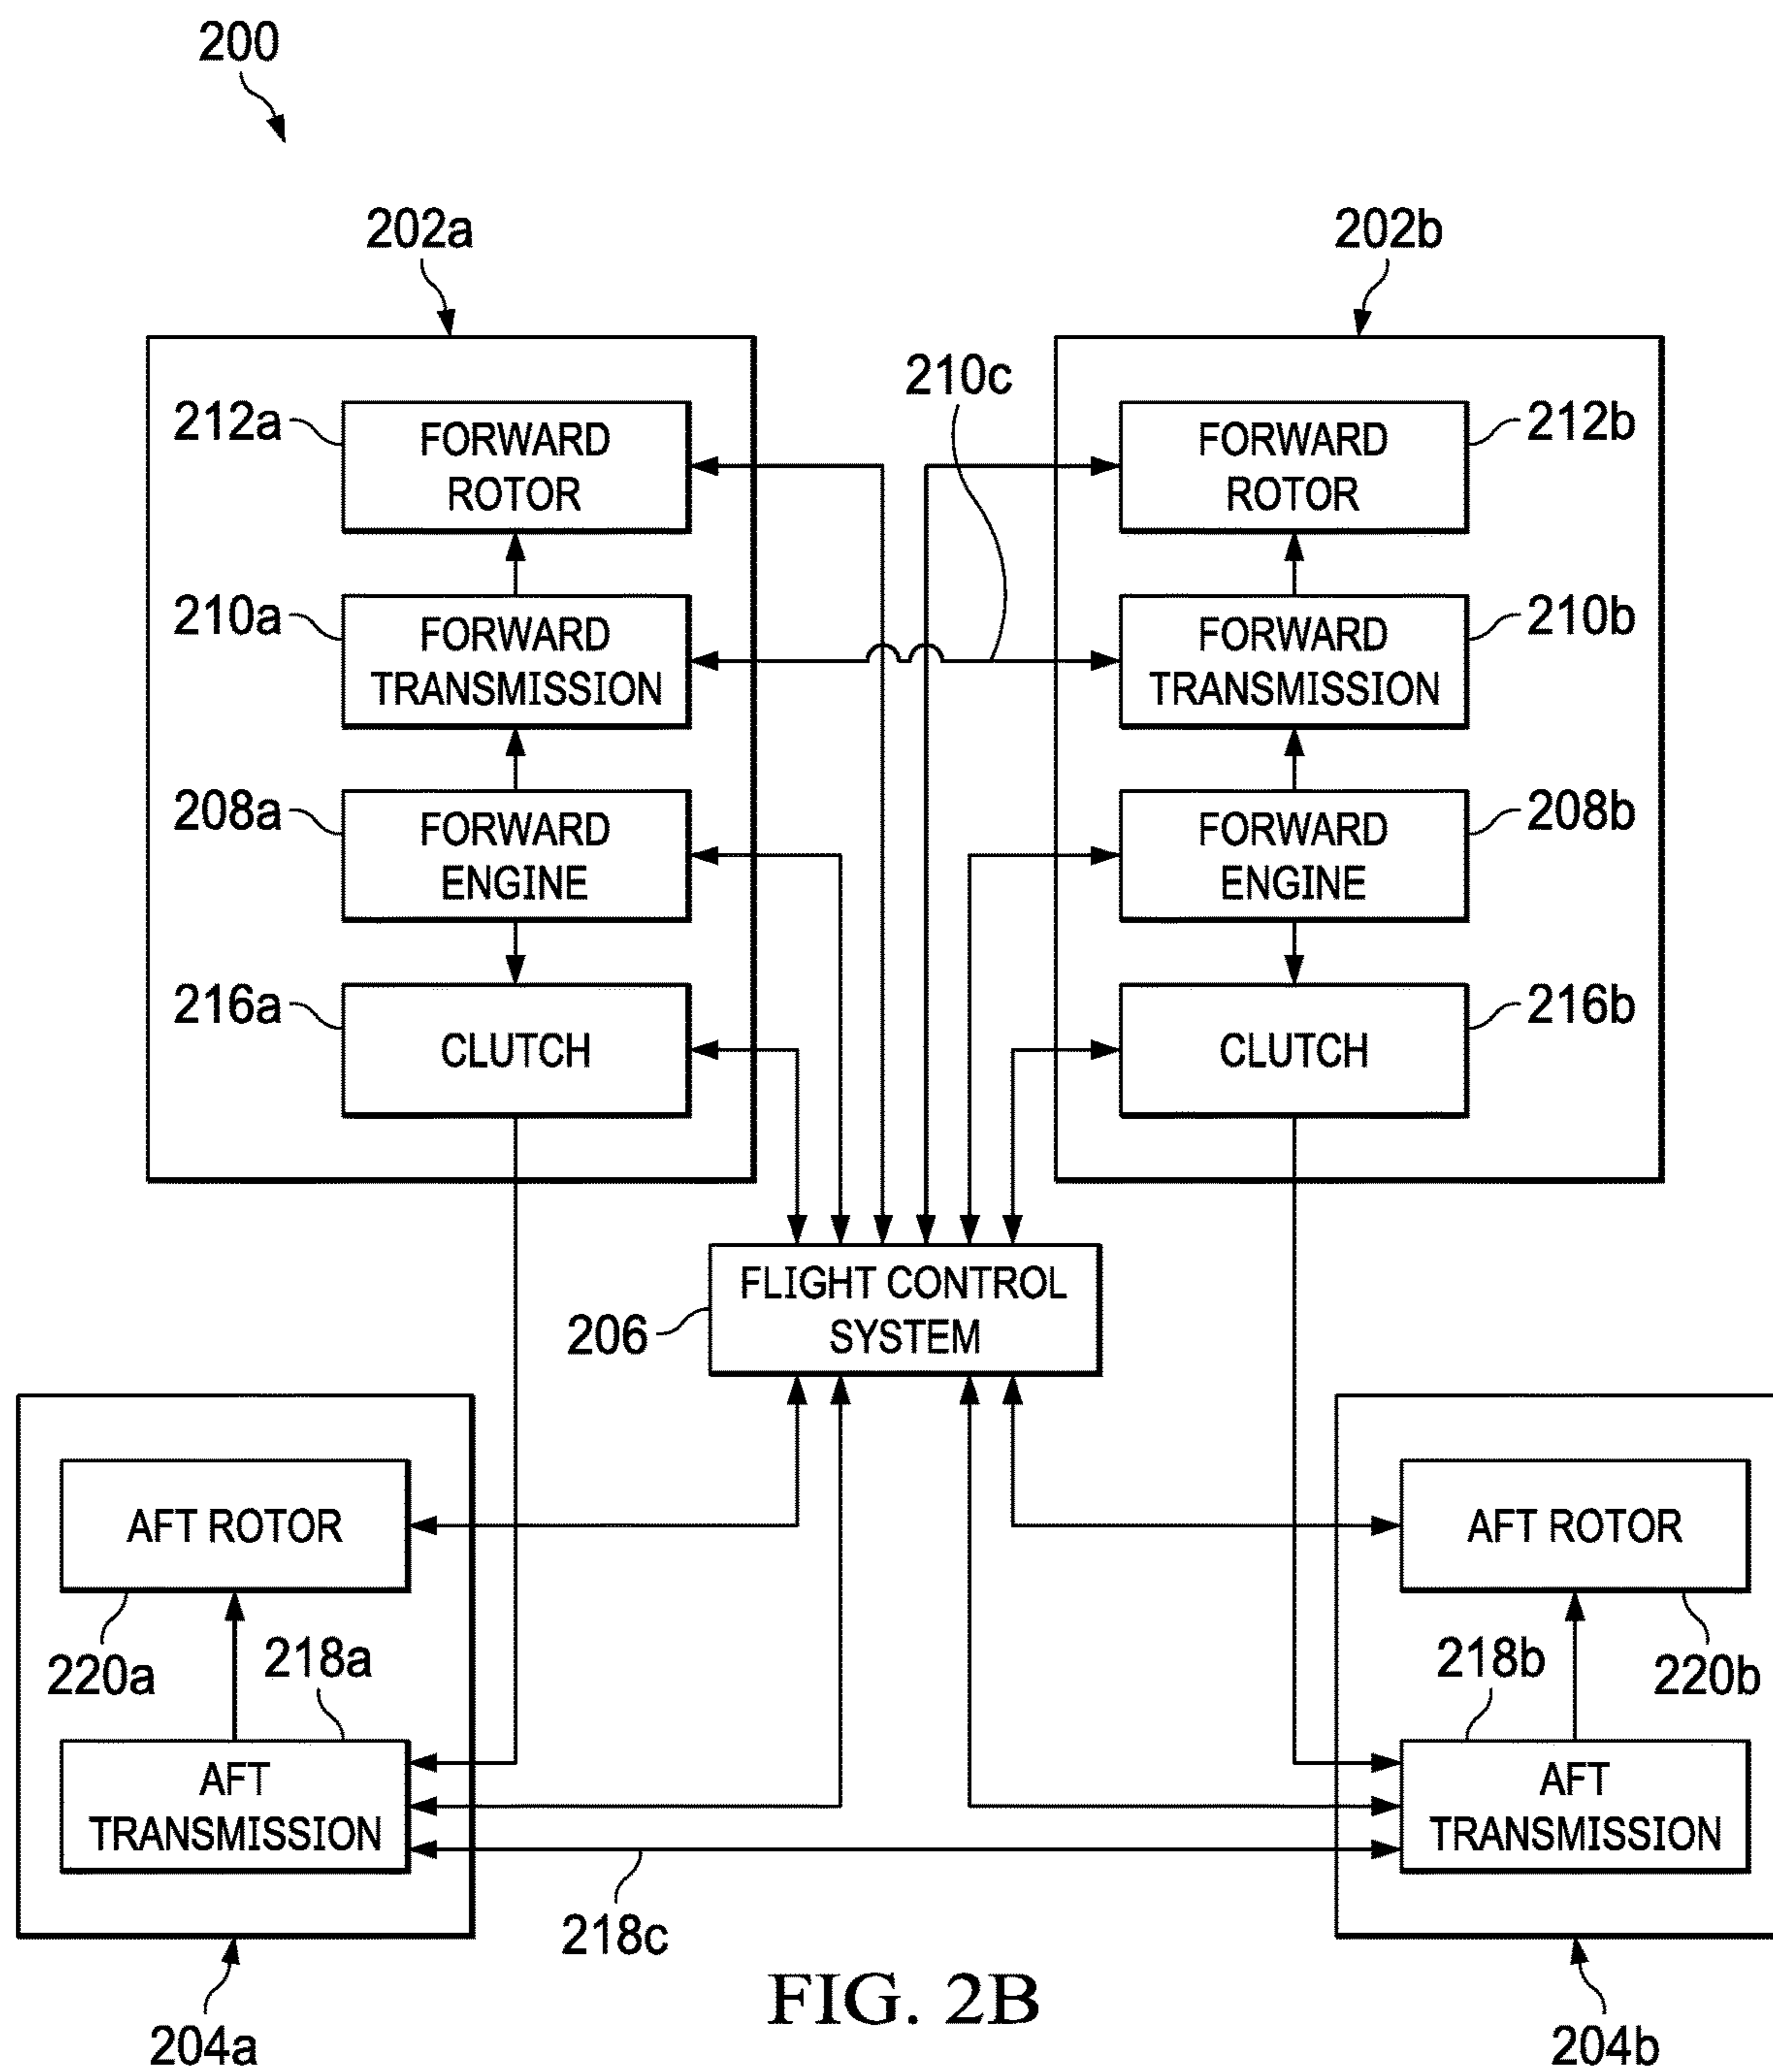 200
202a
202b
210c
212a
FORWARD
ROTOR
FORWARD
ROTOR
212b
210a
FORWARD
TRANSMISSION
FORWARD
TRANSMISSION
210b
208a
FORWARD
ENGINE
FORWARD
ENGINE
208b
216a
CLUTCH
CLUTCH
216b
FLIGHT CONTROL
SYSTEM
206
AFT ROTOR
AFT ROTOR
220a
218a
218b
220b
AFT
TRANSMISSION
AFT
TRANSMISSION
218c
FIG. 2B
204a
204b